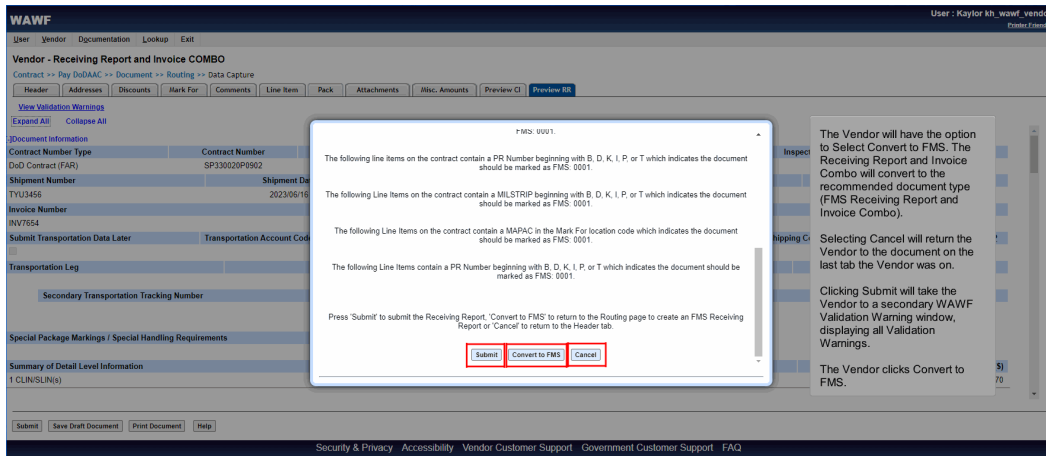 WAWF
User : Kaylor kh_wawf_vendo
Printer Friend
User Vendor Documentation Lookup Exit
Vendor - Receiving Report and Invoice COMBO
Contract >> Pay DoDAAC >> Document >> Routing >> Data Capture
Header Addresses Discounts Mark For Comments Line Item Pack Attachments Misc. Amounts Preview CI Preview RR
View Validation Warnings
Expand All Collapse All
-]Document Information
Contract Number Type Contract Number Inspect
DoD Contract (FAR) SP330020P0902
Shipment Number Shipment Da
TYU3456 2023/06/16
Invoice Number
INV7654
Submit Transportation Data Later Transportation Account Code hipping Co
Transportation Leg
Secondary Transportation Tracking Number
Special Package Markings / Special Handling Requirements
Summary of Detail Level Information S)
1 CLIN/SLIN(s) 70
FMS: 0001.
The following line items on the contract contain a PR Number beginning with B, D, K, I, P, or T which indicates the document
should be marked as FMS: 0001.
The following Line Items on the contract contain a MILSTRIP beginning with B, D, K, I, P, or T which indicates the document
should be marked as FMS: 0001.
The following Line Items on the contract contain a MAPAC in the Mark For location code which indicates the document
should be marked as FMS: 0001.
The following Line Items contain a PR Number beginning with B, D, K, I, P, or T which indicates the document should be
marked as FMS: 0001.
Press 'Submit' to submit the Receiving Report, 'Convert to FMS' to return to the Routing page to create an FMS Receiving
Report or 'Cancel' to return to the Header tab.
Submit Convert to FMS Cancel
The Vendor will have the option
to Select Convert to FMS. The
Receiving Report and Invoice
Combo will convert to the
recommended document type
(FMS Receiving Report and
Invoice Combo).
Selecting Cancel will return the
Vendor to the document on the
last tab the Vendor was on.
Clicking Submit will take the
Vendor to a secondary WAWF
Validation Warning window,
displaying all Validation
Warnings.
The Vendor clicks Convert to
FMS.
Submit Save Draft Document Print Document Help
Security & Privacy Accessibility Vendor Customer Support Government Customer Support FAQ